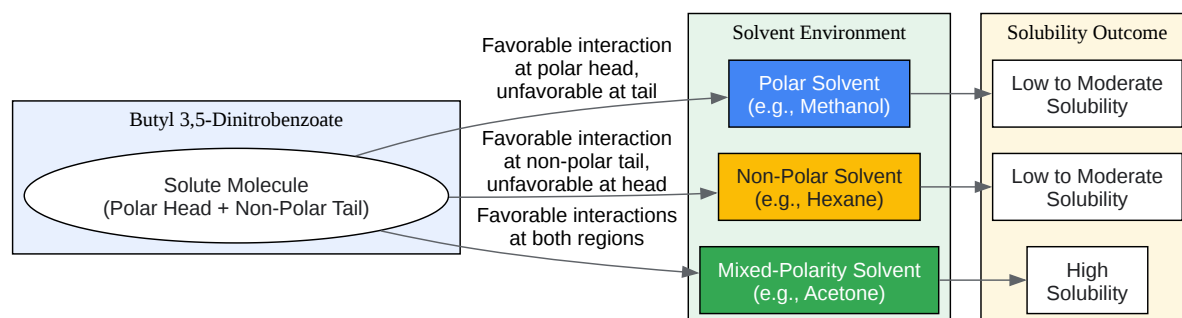 Butyl 3,5-Dinitrobenzoate
Solute Molecule
(Polar Head + Non-Polar Tail)
Favorable interaction
at polar head,
unfavorable at tail
Favorable interaction
at non-polar tail,
unfavorable at head
Favorable interactions
at both regions
Solvent Environment
Polar Solvent
(e.g., Methanol)
Non-Polar Solvent
(e.g., Hexane)
Mixed-Polarity Solvent
(e.g., Acetone)
Solubility Outcome
Low to Moderate
Solubility
Low to Moderate
Solubility
High
Solubility